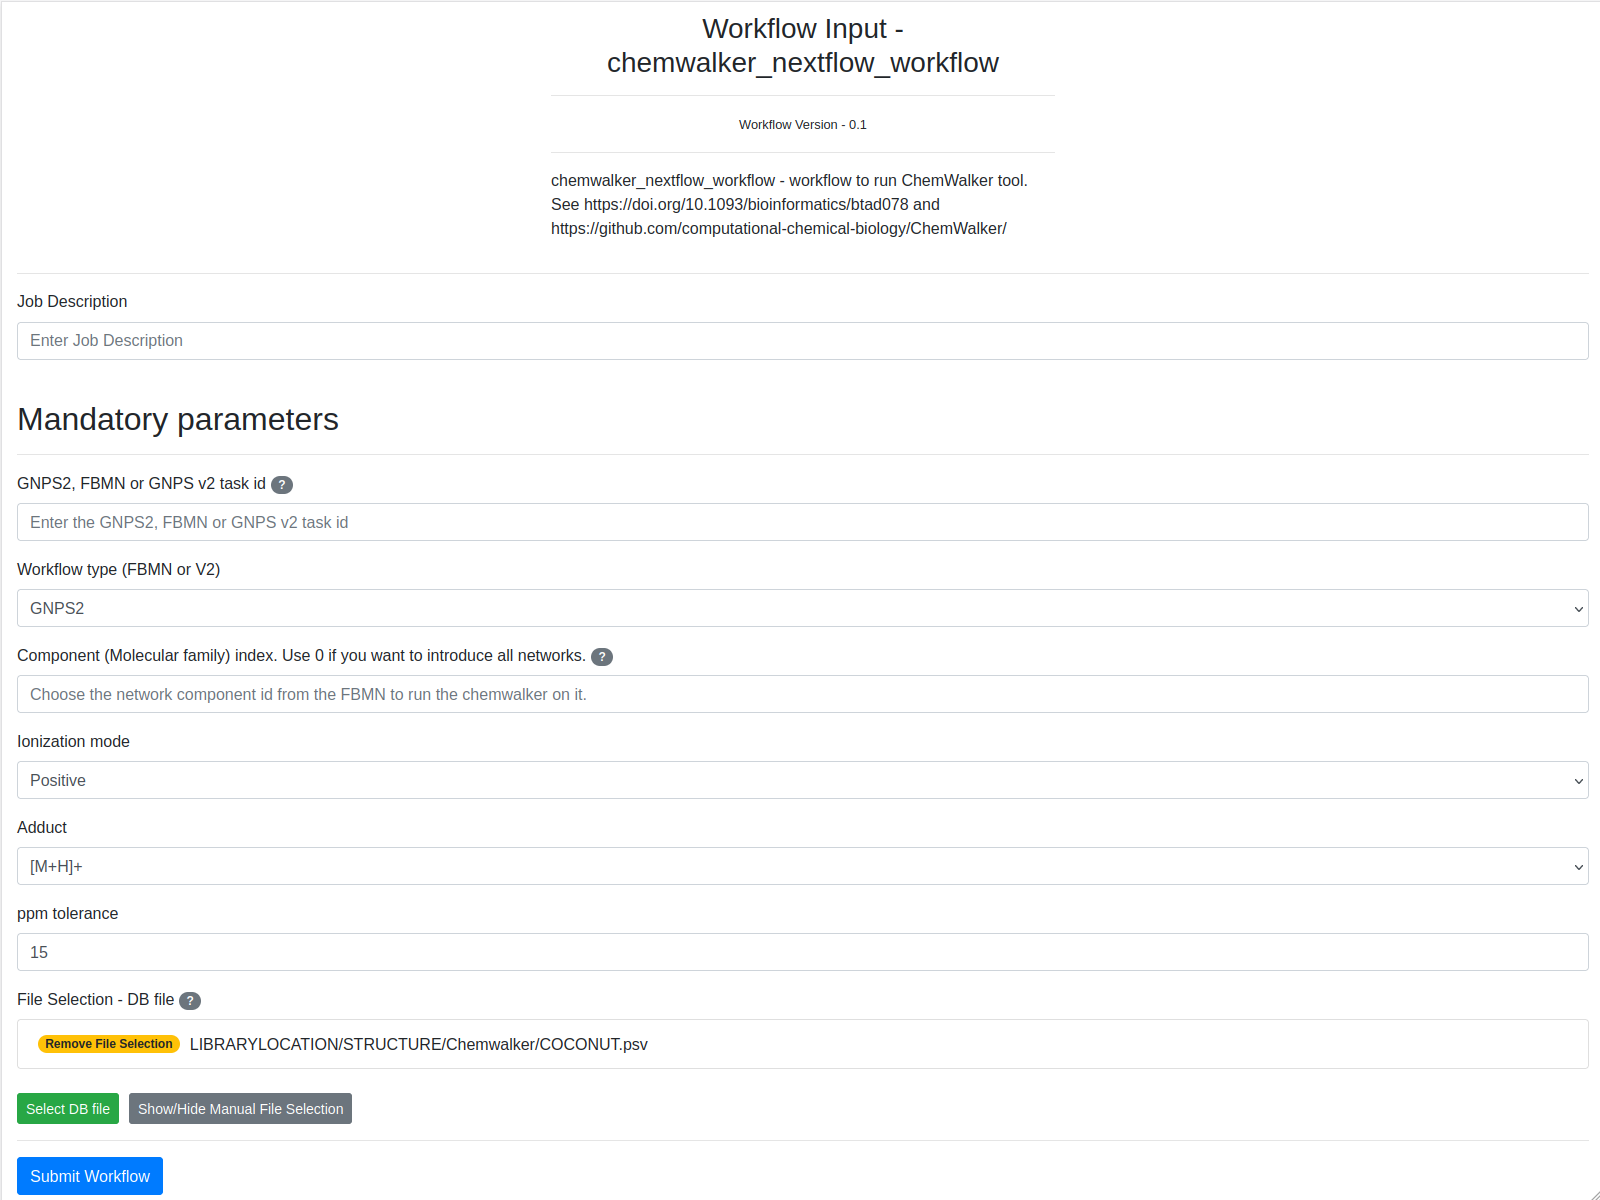 Workflow Input -
chemwalker_nextflow_workflow
Workflow Version - 0.1
chemwalker_nextflow_workflow - workflow to run ChemWalker tool.
See https://doi.org/10.1093/bioinformatics/btad078 and
https://github.com/computational-chemical-biology/ChemWalker/
Job Description
Enter Job Description
Mandatory parameters
GNPS2, FBMN or GNPS v2 task id ?
Enter the GNPS2, FBMN or GNPS v2 task id
Workflow type (FBMN or V2)
GNPS2
Component (Molecular family) index. Use 0 if you want to introduce all networks. ?
Choose the network component id from the FBMN to run the chemwalker on it.
Ionization mode
Positive
Adduct
[M+H]+
ppm tolerance
15
File Selection - DB file ?
Remove File Selection LIBRARYLOCATION/STRUCTURE/Chemwalker/COCONUT.psv
Select DB file Show/Hide Manual File Selection
Submit Workflow